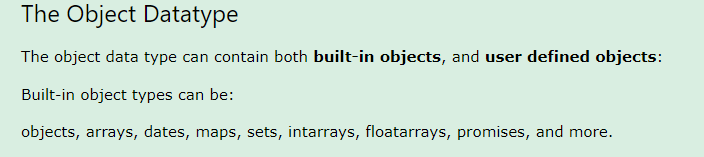 The Object Datatype
The object data type can contain both built-in objects, and user defined objects:
Built-in object types can be:
objects, arrays, dates, maps, sets, intarrays, floatarrays, promises, and more.